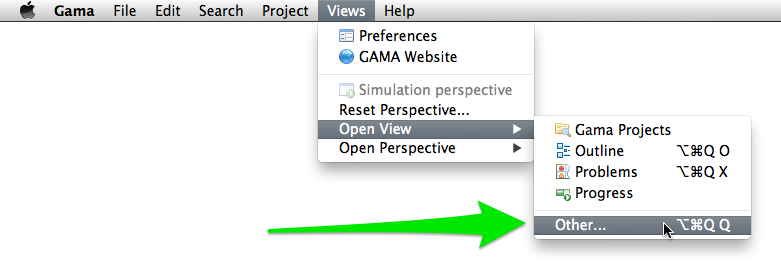 Gama File Edit Search Project Views Help
Preferences
GAMA Website
Simulation perspective
Reset Perspective...
Open View
Open Perspective
Gama Projects
Outline ⌥⌘Q O
Problems ⌥⌘Q X
Progress
Other... ⌥⌘Q Q